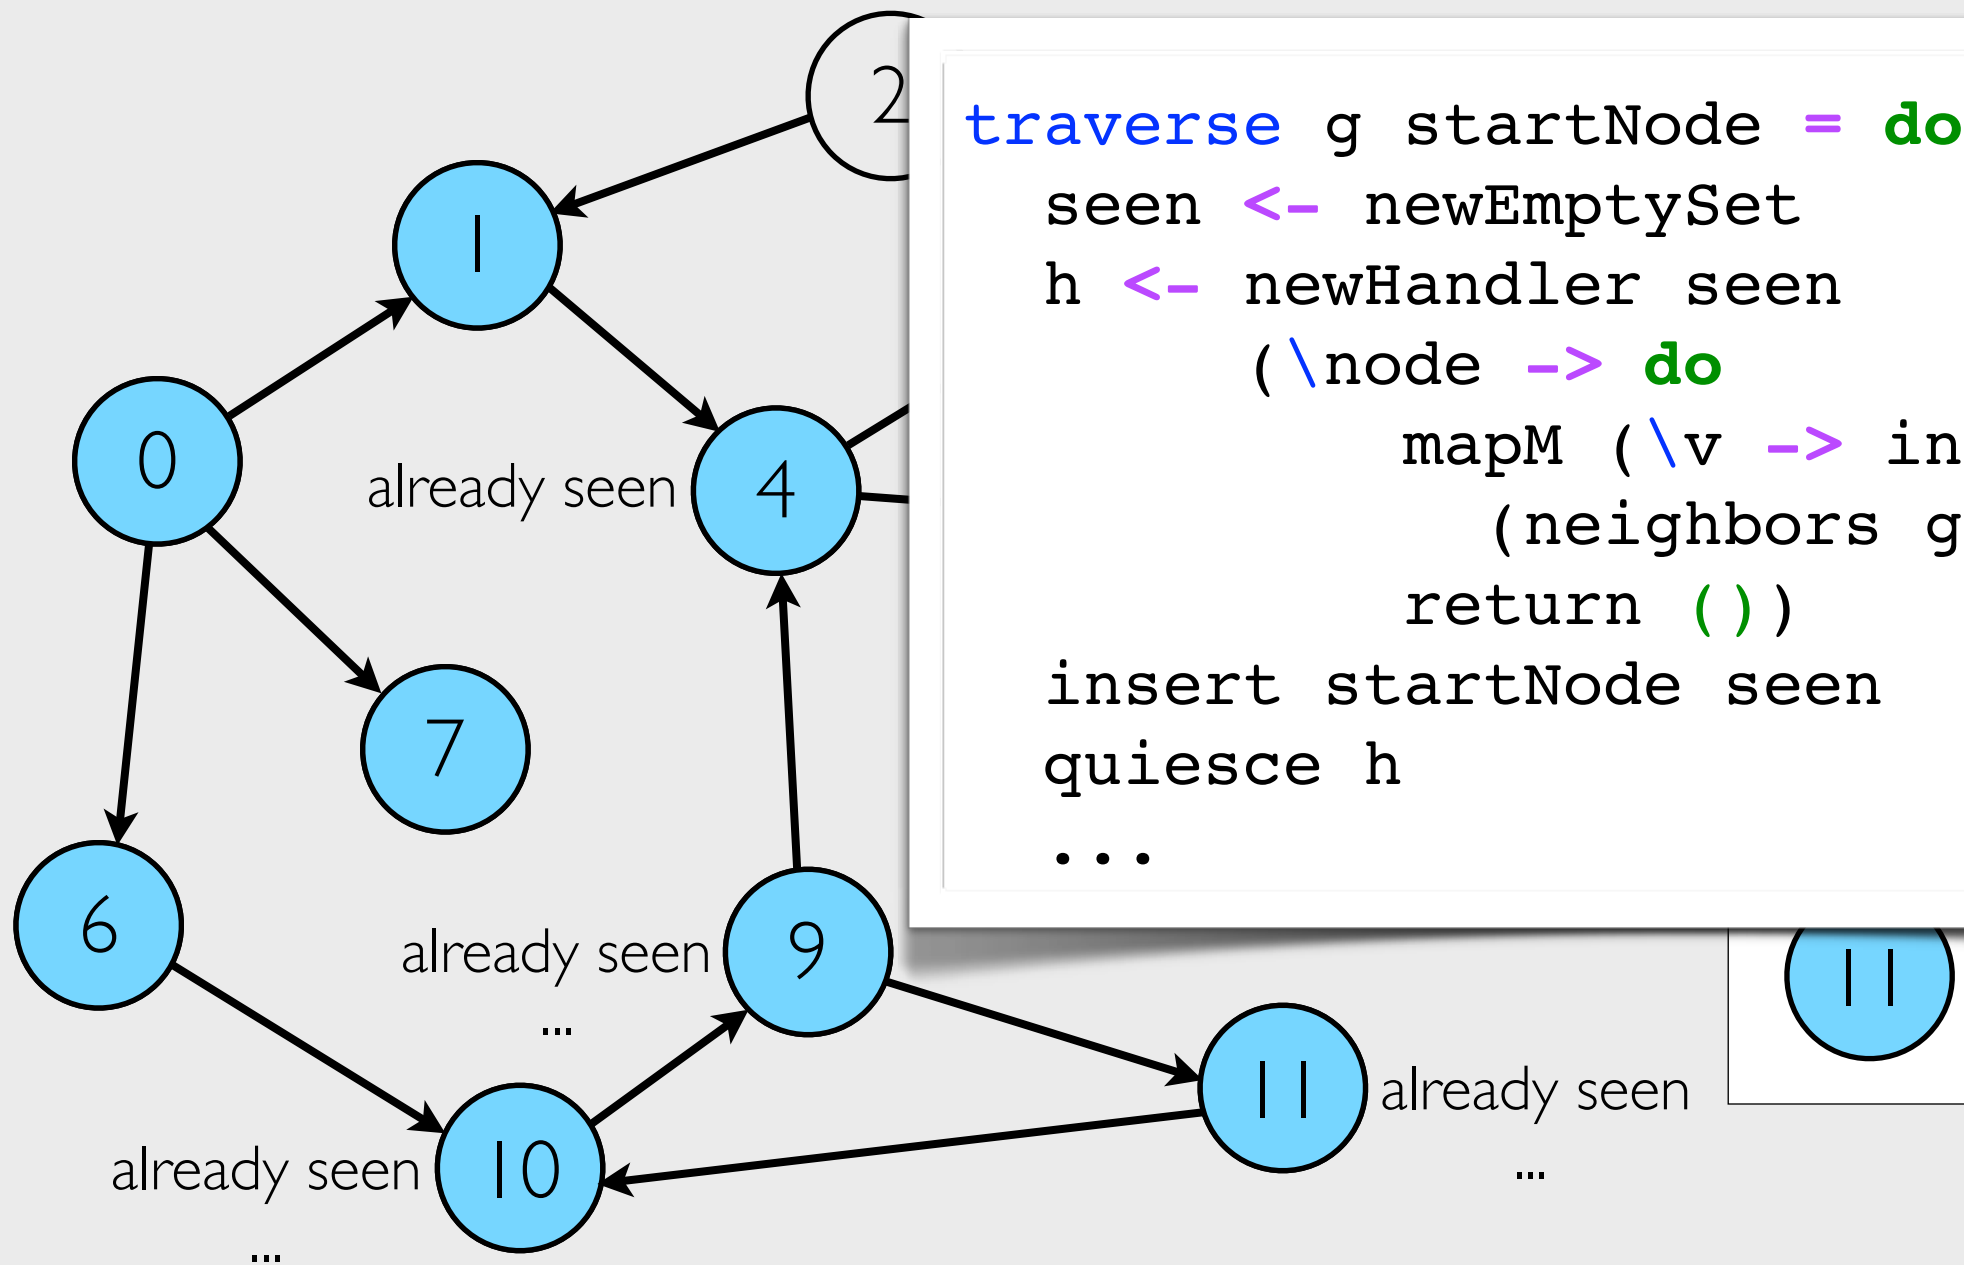 2
traverse g startNode = do
seen <- newEmptySet
h <- newHandler seen
(\node -> do
mapM (\v -> in
(neighbors g
return ())
insert startNode seen
quiesce h
...
1
0
already seen
4
7
6
already seen
9
...
11
11
already seen
...
already seen
10
...